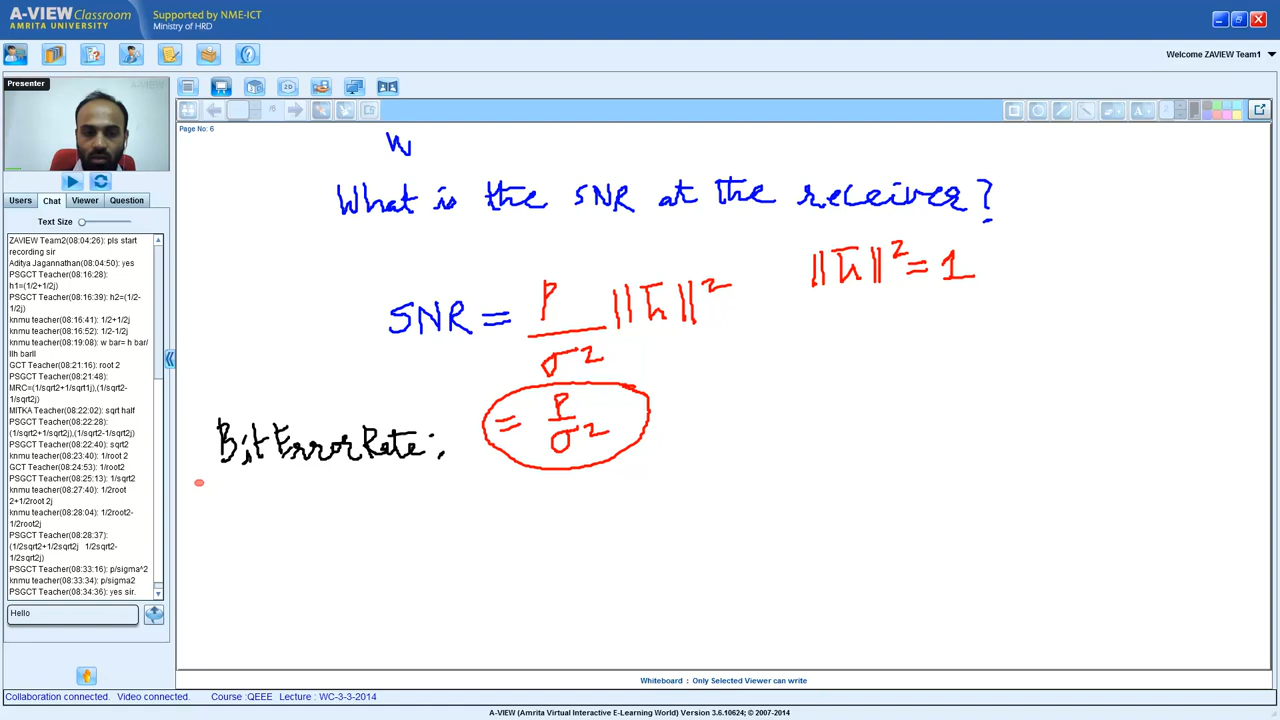 A-VIEW Classroom
AMRITA UNIVERSITY
Supported by NME-ICT
Ministry of HRD
Welcome ZAVIEW Team1
Presenter
A-VIEW
2D
/6
A
2
Page No: 6
W
What is the SNR at the receiver?
||h̄||² = 1
SNR = P/σ² ||h̄||²
= P/σ²
Bit Error Rate:
Users Chat Viewer Question
Text Size
ZAVIEW Team2(08:04:26): pls start
recording sir
Aditya Jagannathan(08:04:50): yes
PSGCT Teacher(08:16:28):
h1=(1/2+1/2j)
PSGCT Teacher(08:16:39): h2=(1/2-
1/2j)
knmu teacher(08:16:41): 1/2+1/2j
knmu teacher(08:16:52): 1/2-1/2j
knmu teacher(08:19:08): w bar= h bar/
llh barll
GCT Teacher(08:21:16): root 2
PSGCT Teacher(08:21:48):
MRC=(1/sqrt2+1/sqrt1j),(1/sqrt2-
1/sqrt2j)
MITKA Teacher(08:22:02): sqrt half
PSGCT Teacher(08:22:28):
(1/sqrt2+1/sqrt2j),(1/sqrt2-1/sqrt2j)
PSGCT Teacher(08:22:40): sqrt2
knmu teacher(08:23:40): 1/root 2
GCT Teacher(08:24:53): 1/root2
PSGCT Teacher(08:25:13): 1/sqrt2
knmu teacher(08:27:40): 1/2root
2+1/2root 2j
knmu teacher(08:28:04): 1/2root2-
1/2root2j
PSGCT Teacher(08:28:37):
(1/2sqrt2+1/2sqrt2j 1/2sqrt2-
1/2sqrt2j)
PSGCT Teacher(08:33:16): p/sigma^2
knmu teacher(08:33:34): p/sigma2
PSGCT Teacher(08:34:36): yes sir.
Hello
Whiteboard : Only Selected Viewer can write
Collaboration connected. Video connected. Course :QEEE Lecture : WC-3-3-2014
A-VIEW (Amrita Virtual Interactive E-Learning World) Version 3.6.10624; © 2007-2014